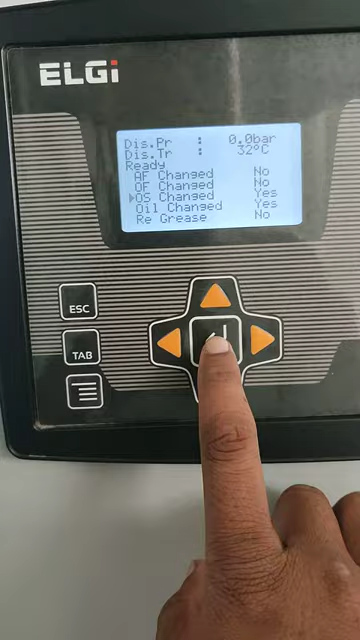 ELGi
Dis.Pr : 0.0bar
Dis.Tr : 32°C
Ready
AF Changed No
OF Changed No
OS Changed Yes
Oil Changed Yes
Re Grease No
ESC
TAB